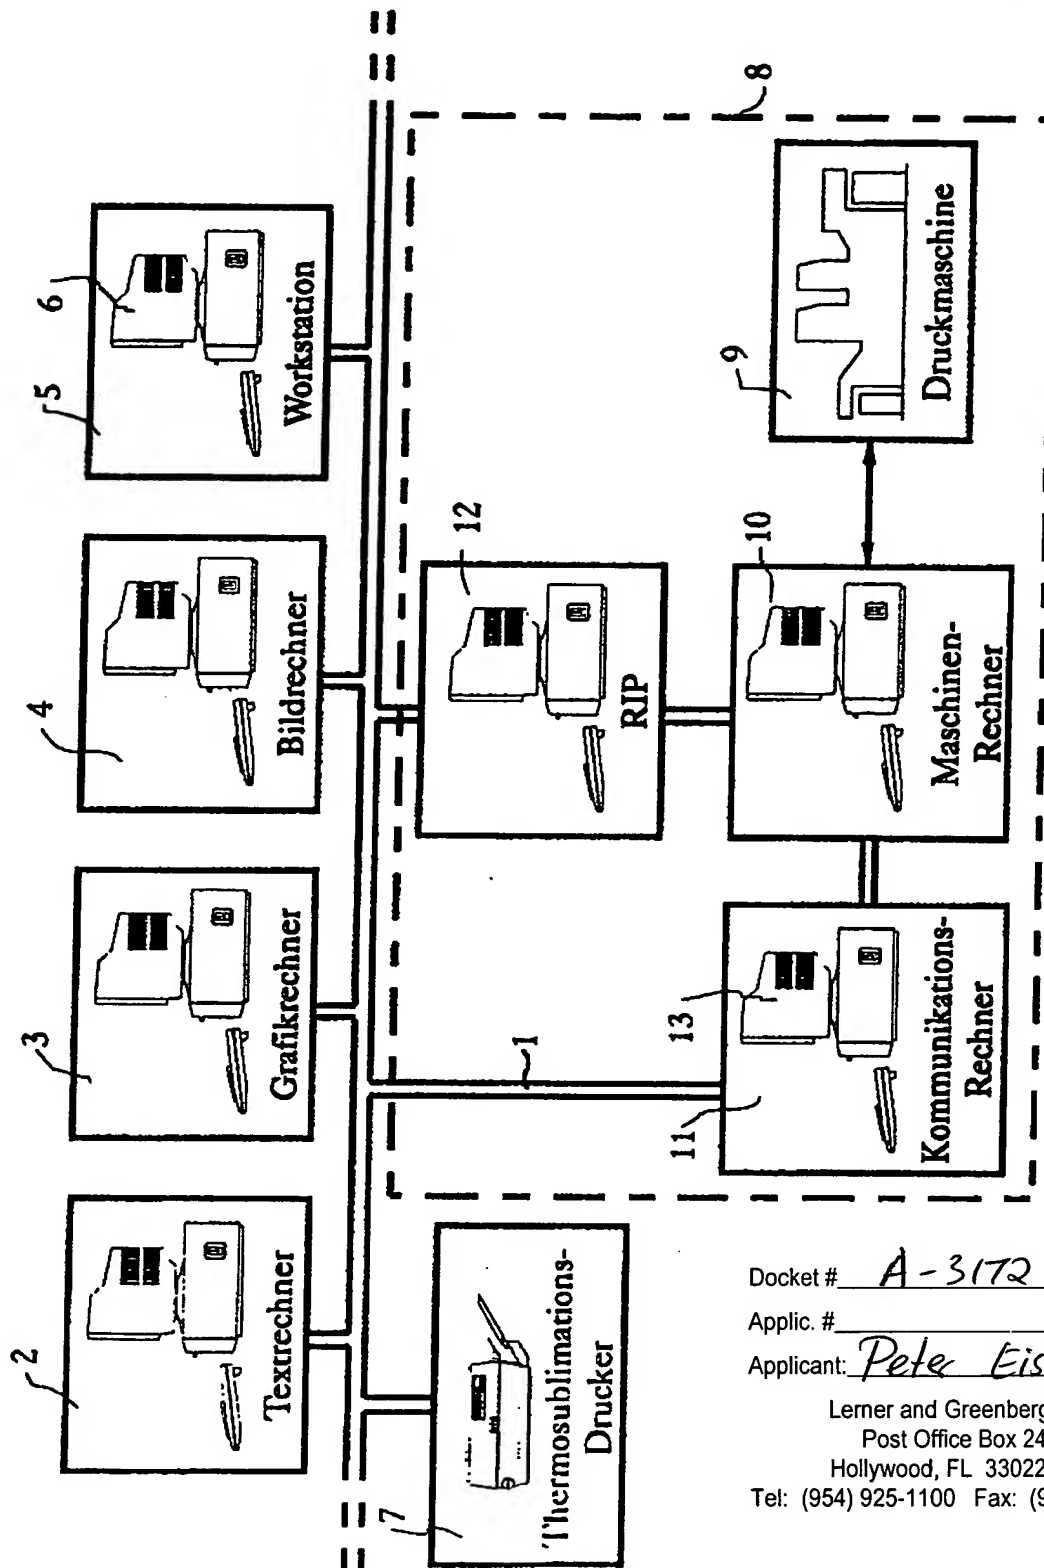 2
Textrechner
3
Grafikrechner
4
Bildrechner
5
6
Workstation
7
Thermosublimations-
Drucker
1
8
12
RIP
11
13
Kommunikations-
Rechner
10
Maschinen-
Rechner
9
Druckmaschine
Docket # A-3172
Applic. #
Applicant: Peter Eis
Lerner and Greenberg
Post Office Box 24
Hollywood, FL 33022
Tel: (954) 925-1100 Fax: (9